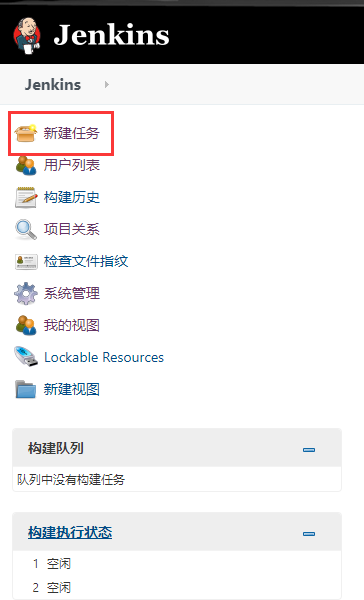 Jenkins
Jenkins
新建任务
用户列表
构建历史
项目关系
检查文件指纹
系统管理
我的视图
Lockable Resources
新建视图
构建队列
队列中没有构建任务
构建执行状态
1 空闲
2 空闲